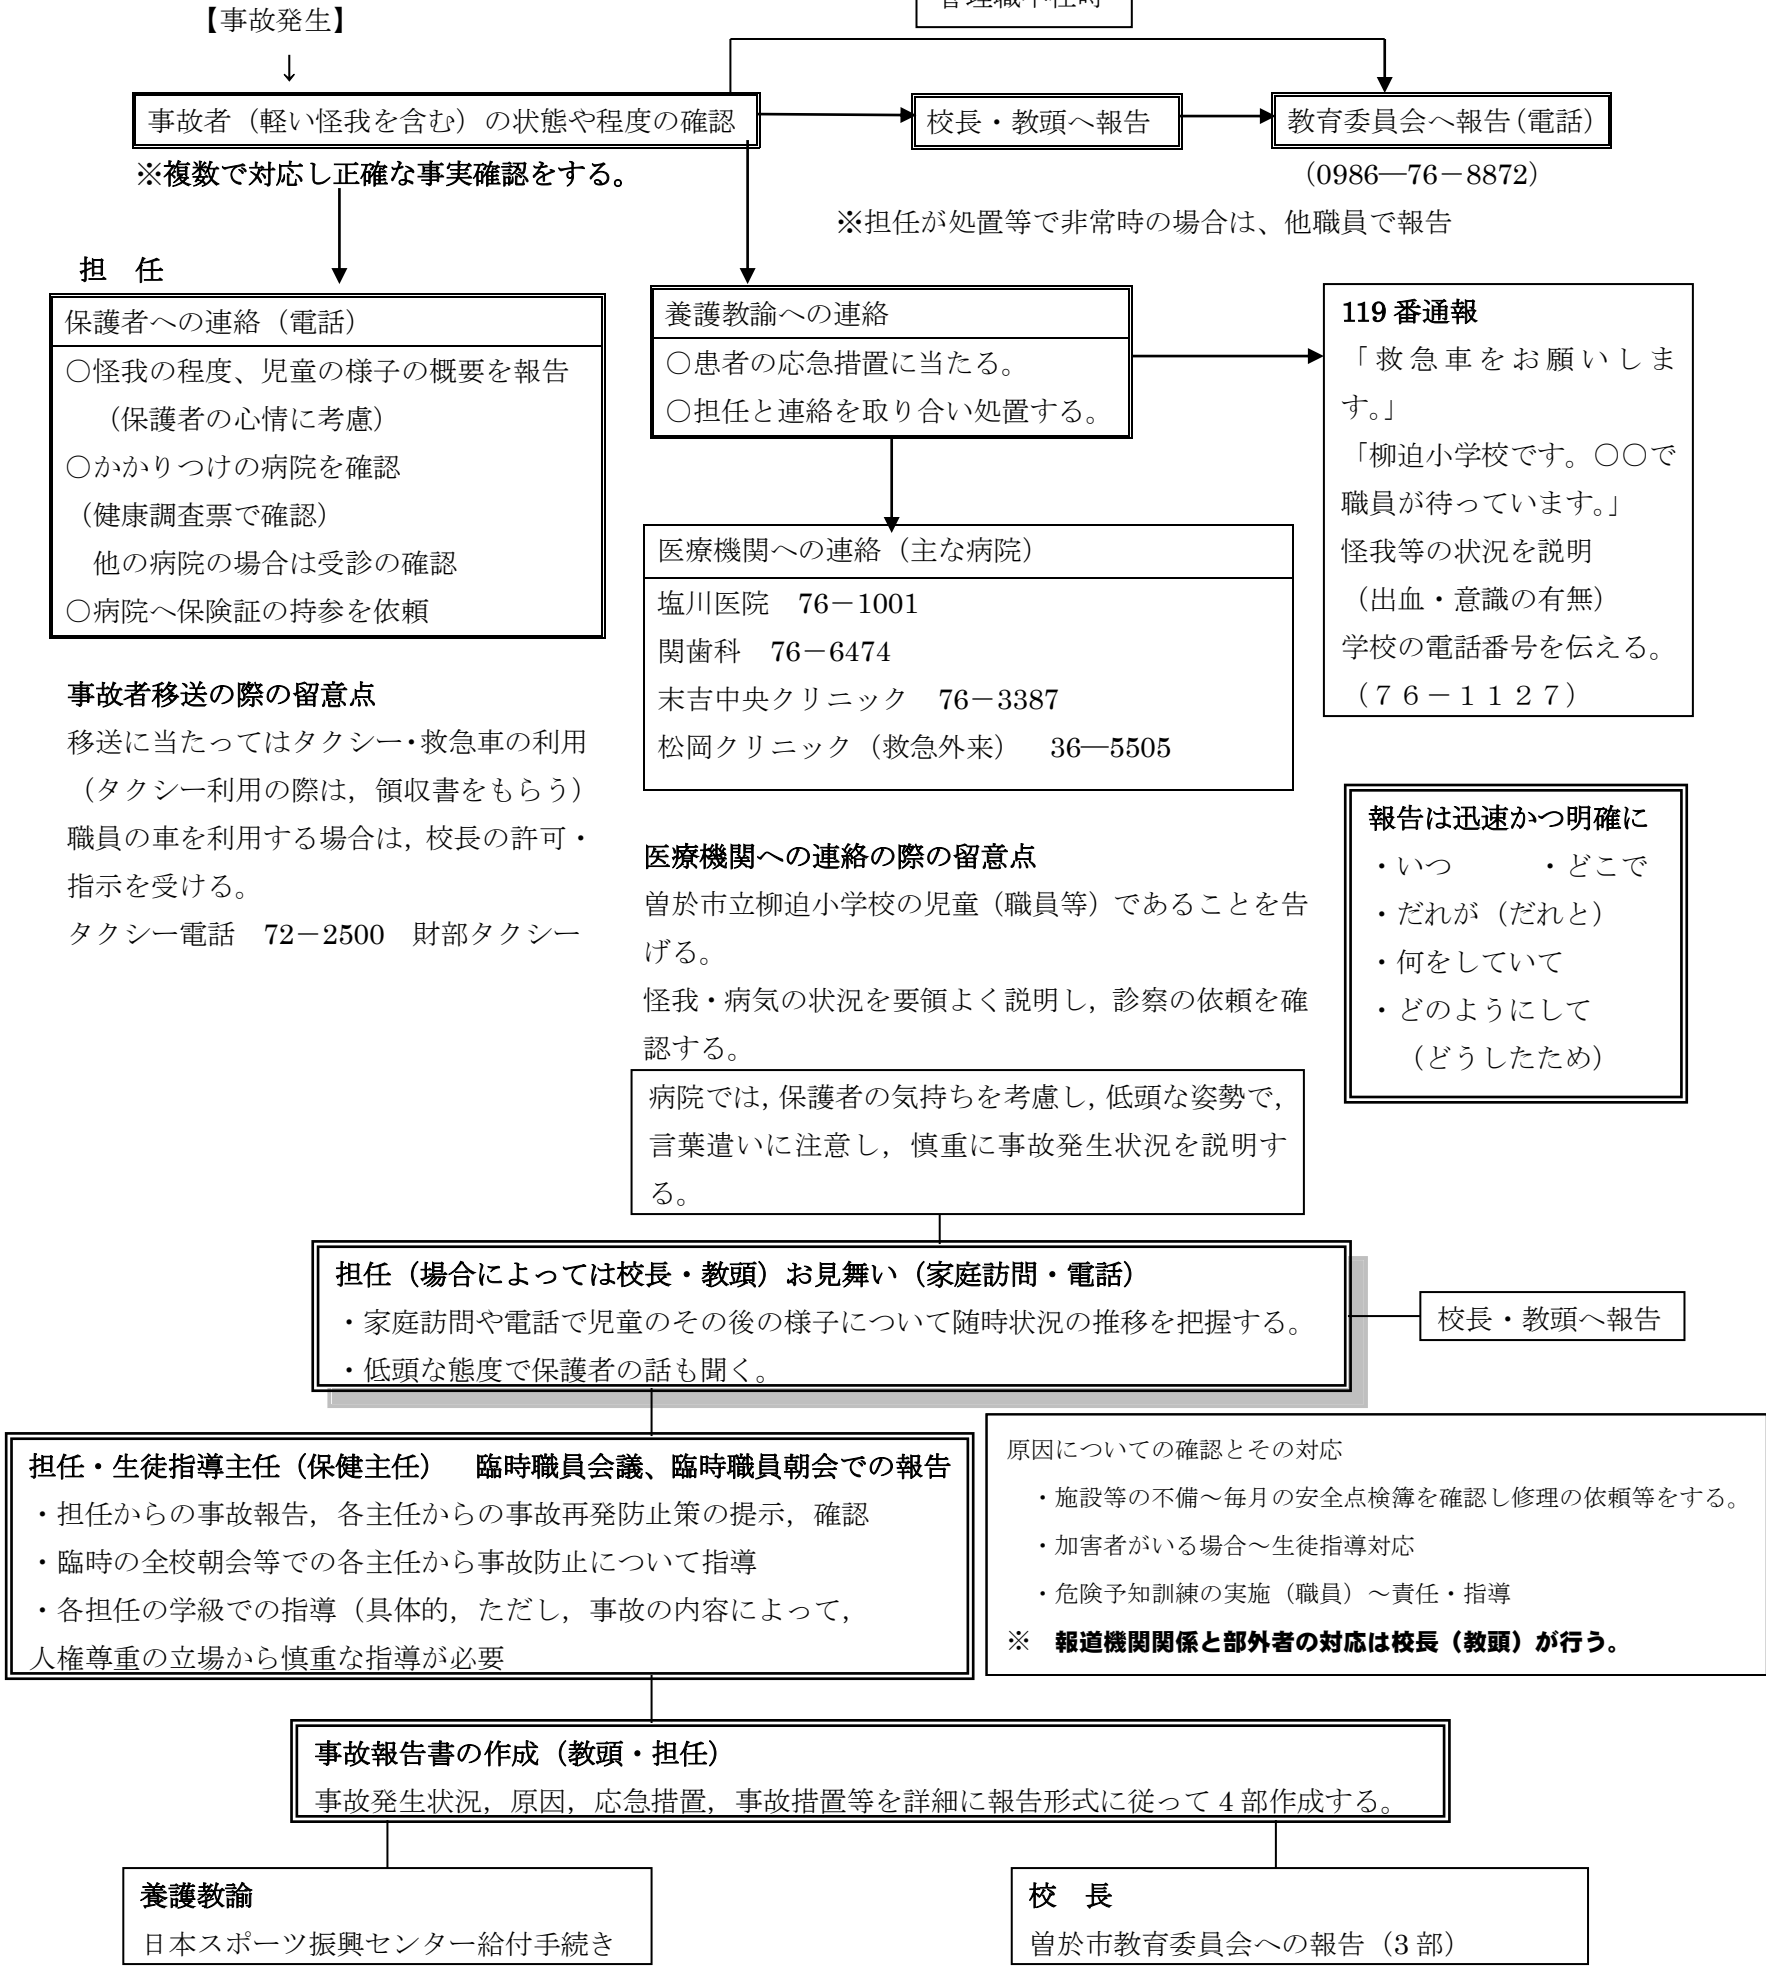 【事故発生】
↓
事故者（軽い怪我を含む）の状態や程度の確認
校長・教頭へ報告
教育委員会へ報告（電話）
※複数で対応し正確な事実確認をする。
（0986―76－8872）
※担任が処置等で非常時の場合は、他職員で報告
担　任
保護者への連絡（電話）
○怪我の程度、児童の様子の概要を報告
（保護者の心情に考慮）
○かかりつけの病院を確認
（健康調査票で確認）
他の病院の場合は受診の確認
○病院へ保険証の持参を依頼
養護教諭への連絡
○患者の応急措置に当たる。
○担任と連絡を取り合い処置する。
119 番通報
「救急車をお願いしま
す。」
「柳迫小学校です。○○で
職員が待っています。」
怪我等の状況を説明
（出血・意識の有無）
学校の電話番号を伝える。
（７６－１１２７）
医療機関への連絡（主な病院）
塩川医院　76－1001
関歯科　76－6474
末吉中央クリニック　76－3387
松岡クリニック（救急外来）　36―5505
事故者移送の際の留意点
移送に当たってはタクシー・救急車の利用
（タクシー利用の際は，領収書をもらう）
職員の車を利用する場合は，校長の許可・
指示を受ける。
タクシー電話　72－2500　財部タクシー
医療機関への連絡の際の留意点
曽於市立柳迫小学校の児童（職員等）であることを告
げる。
怪我・病気の状況を要領よく説明し，診察の依頼を確
認する。
報告は迅速かつ明確に
・いつ　　　・どこで
・だれが（だれと）
・何をしていて
・どのようにして
（どうしたため）
病院では，保護者の気持ちを考慮し，低頭な姿勢で，
言葉遣いに注意し，慎重に事故発生状況を説明す
る。
担任（場合によっては校長・教頭）お見舞い（家庭訪問・電話）
・家庭訪問や電話で児童のその後の様子について随時状況の推移を把握する。
・低頭な態度で保護者の話も聞く。
校長・教頭へ報告
担任・生徒指導主任（保健主任）　臨時職員会議、臨時職員朝会での報告
・担任からの事故報告，各主任からの事故再発防止策の提示，確認
・臨時の全校朝会等での各主任から事故防止について指導
・各担任の学級での指導（具体的，ただし，事故の内容によって，
人権尊重の立場から慎重な指導が必要
原因についての確認とその対応
・施設等の不備～毎月の安全点検簿を確認し修理の依頼等をする。
・加害者がいる場合～生徒指導対応
・危険予知訓練の実施（職員）～責任・指導
※　報道機関関係と部外者の対応は校長（教頭）が行う。
事故報告書の作成（教頭・担任）
事故発生状況，原因，応急措置，事故措置等を詳細に報告形式に従って 4 部作成する。
養護教諭
日本スポーツ振興センター給付手続き
校　長
曽於市教育委員会への報告（3 部）